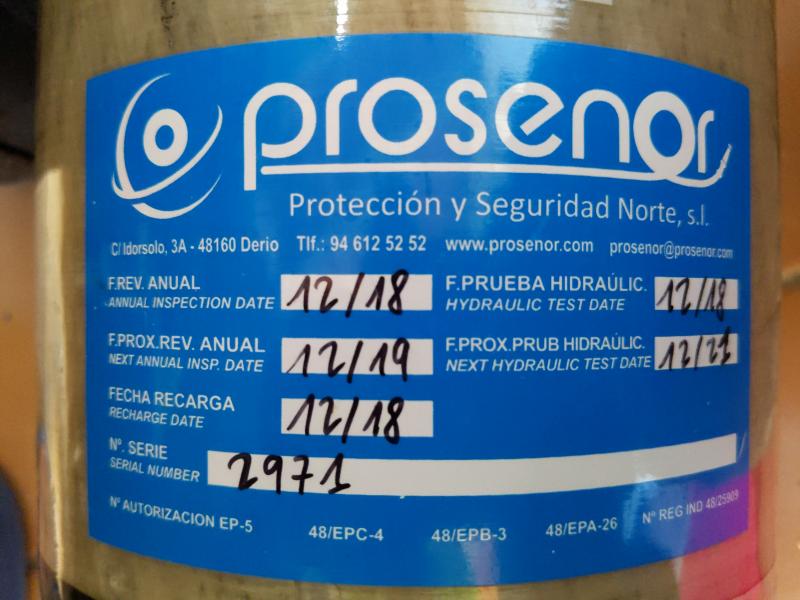 prosenor
Protección y Seguridad Norte, s.l.
C/ Idorsolo, 3A - 48160 Derio Tlf.: 94 612 52 52 www.prosenor.com prosenor@prosenor.com
F.REV. ANUAL
ANNUAL INSPECTION DATE 12/18
F.PRUEBA HIDRAÚLIC.
HYDRAULIC TEST DATE 12/18
F.PROX.REV. ANUAL
NEXT ANNUAL INSP. DATE 12/19
F.PROX.PRUB HIDRAÚLIC.
NEXT HYDRAULIC TEST DATE 12/21
FECHA RECARGA
RECHARGE DATE 12/18
Nº. SERIE
SERIAL NUMBER 2971
Nº AUTORIZACION EP-5 48/EPC-4 48/EPB-3 48/EPA-26 Nº REG IND 48/25909